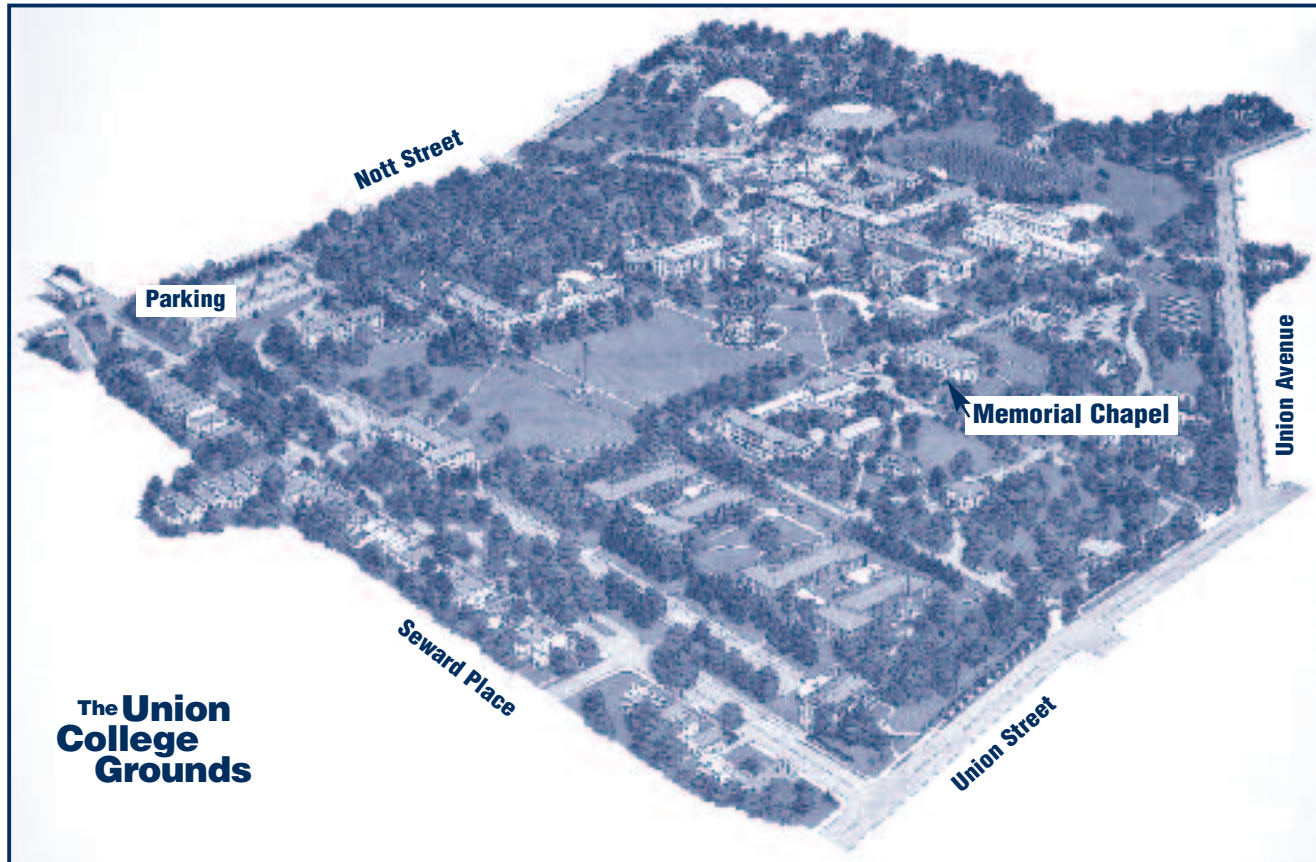 Nott Street
Parking
Union Avenue
Memorial Chapel
Seward Place
Union Street
The Union
College
Grounds